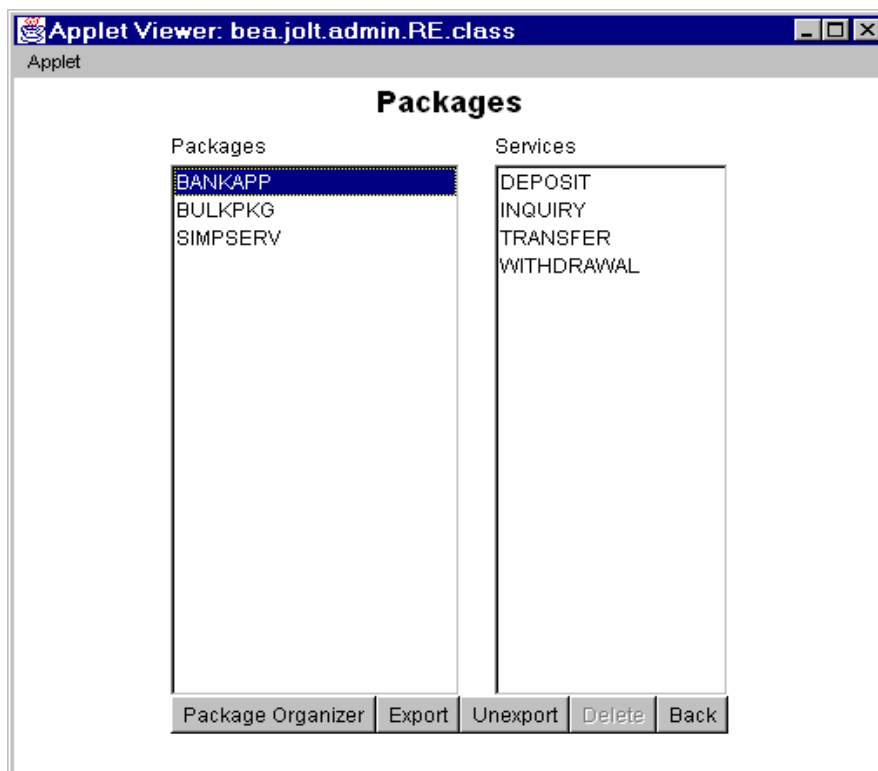 Applet Viewer: bea.jolt.admin.RE.class
Applet
Packages
Packages
Services
BANKAPP
BULKPKG
SIMPSERV
DEPOSIT
INQUIRY
TRANSFER
WITHDRAWAL
Package Organizer Export Unexport Delete Back